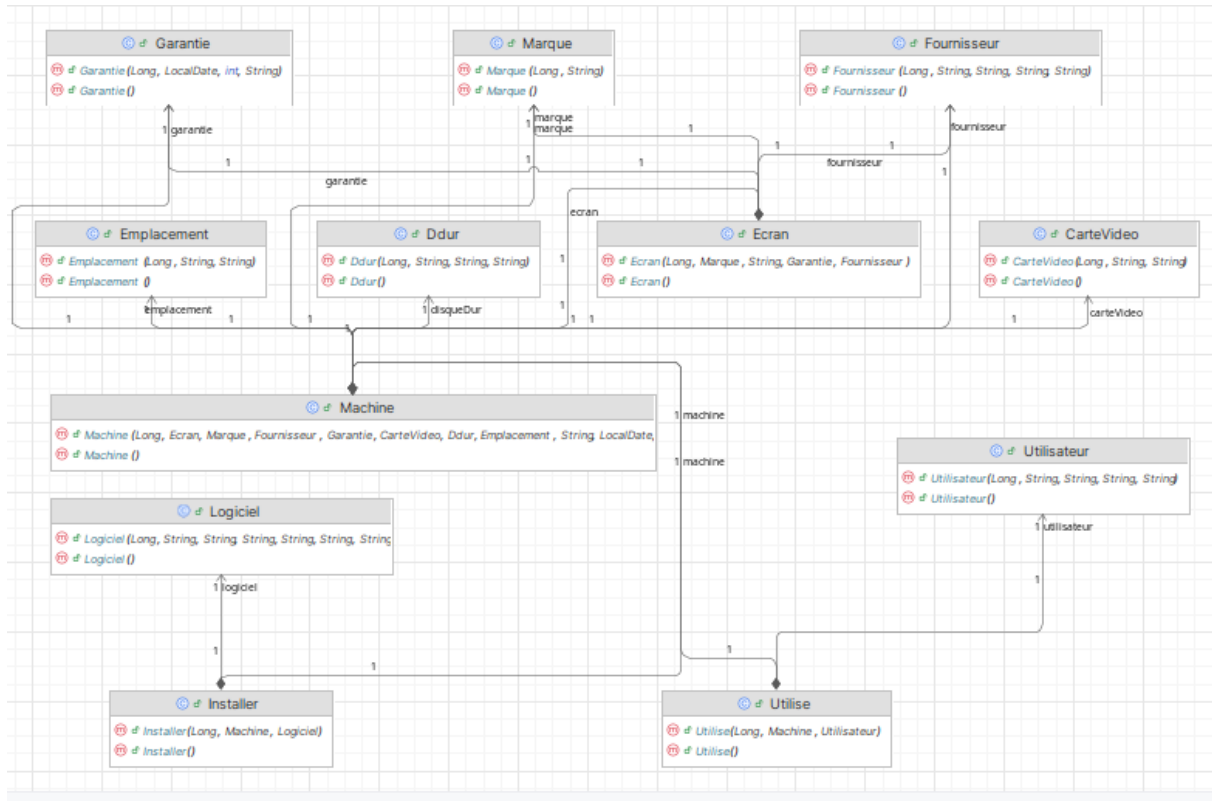 Garantie
Garantie(Long, LocalDate, int, String)
Garantie()
Marque
Marque(Long, String)
Marque()
Fournisseur
Fournisseur(Long, String, String, String, String)
Fournisseur()
1 garantie
1 marque
marque
1
fournisseur
1
1
1
1
1
fournisseur
1
garantie
1
ecran
Emplacement
Emplacement(Long, String, String)
Emplacement()
Ddur
Ddur(Long, String, String, String)
Ddur()
Ecran
Ecran(Long, Marque, String, Garantie, Fournisseur)
Ecran()
CarteVideo
CarteVideo(Long, String, String)
CarteVideo()
1
1
emplacement
1 disqueDur
carteVideo
1
1
1
1
1
1
1
Machine
Machine(Long, Ecran, Marque, Fournisseur, Garantie, CarteVideo, Ddur, Emplacement, String, LocalDate,
Machine()
1 machine
1 machine
Utilisateur
Utilisateur(Long, String, String, String, String)
Utilisateur()
Logiciel
Logiciel(Long, String, String, String, String, String, String
Logiciel()
1 utilisateur
1
1 logiciel
1
1
1
Installer
Installer(Long, Machine, Logiciel)
Installer()
Utilise
Utilise(Long, Machine, Utilisateur)
Utilise()